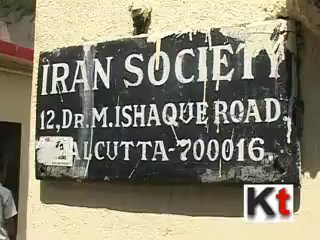 IRAN SOCIETY
12, DR. M. ISHAQUE ROAD,
CALCUTTA-700016.
Kt